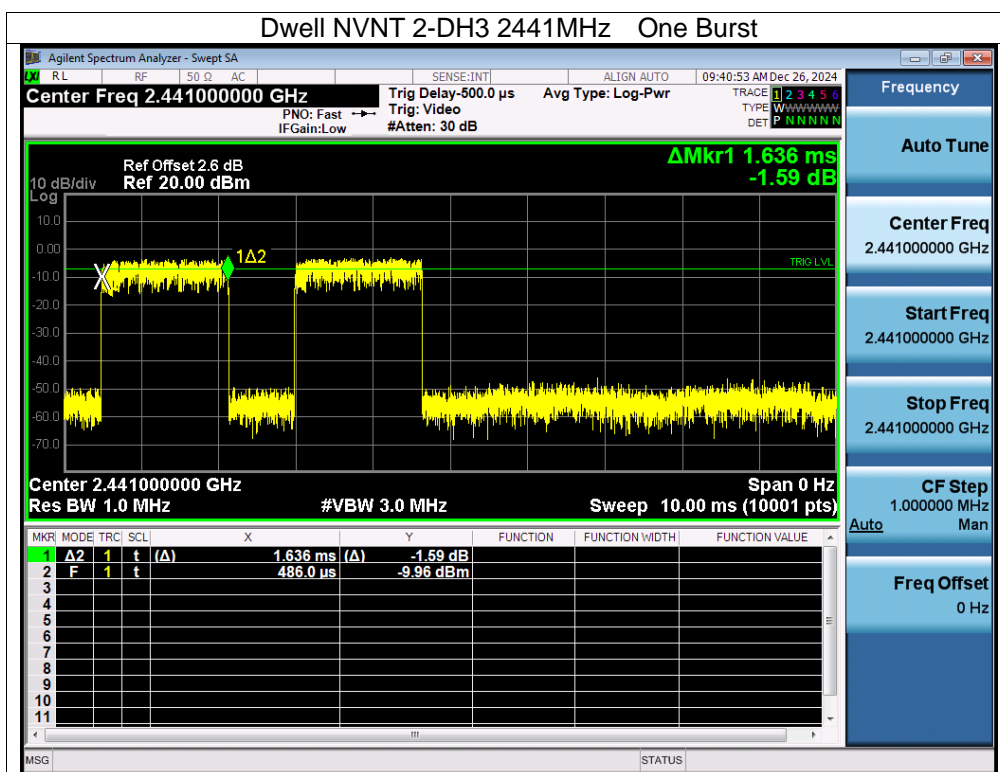 Dwell NVNT 2-DH3 2441MHz One Burst
Agilent Spectrum Analyzer - Swept SA
LXI RL RF 50 Ω AC SENSE:INT ALIGN AUTO 09:40:53 AM Dec 26, 2024
Center Freq 2.441000000 GHz Trig Delay-500.0 µs Avg Type: Log-Pwr TRACE 1 2 3 4 5 6
PNO: Fast Trig: Video TYPE WWWWWWW
IFGain:Low #Atten: 30 dB DET P N N N N N
ΔMkr1 1.636 ms
-1.59 dB
Ref Offset 2.6 dB
10 dB/div Ref 20.00 dBm
Log
10.0
0.00
1Δ2
TRIG LVL
-10.0
-20.0
-30.0
-40.0
-50.0
-60.0
-70.0
Center 2.441000000 GHz Span 0 Hz
Res BW 1.0 MHz #VBW 3.0 MHz Sweep 10.00 ms (10001 pts)
MKR MODE TRC SCL X Y FUNCTION FUNCTION WIDTH FUNCTION VALUE
1 Δ2 1 t (Δ) 1.636 ms (Δ) -1.59 dB
2 F 1 t 486.0 µs -9.96 dBm
3
4
5
6
7
8
9
10
11
MSG STATUS
Frequency
Auto Tune
Center Freq
2.441000000 GHz
Start Freq
2.441000000 GHz
Stop Freq
2.441000000 GHz
CF Step
1.000000 MHz
Auto Man
Freq Offset
0 Hz